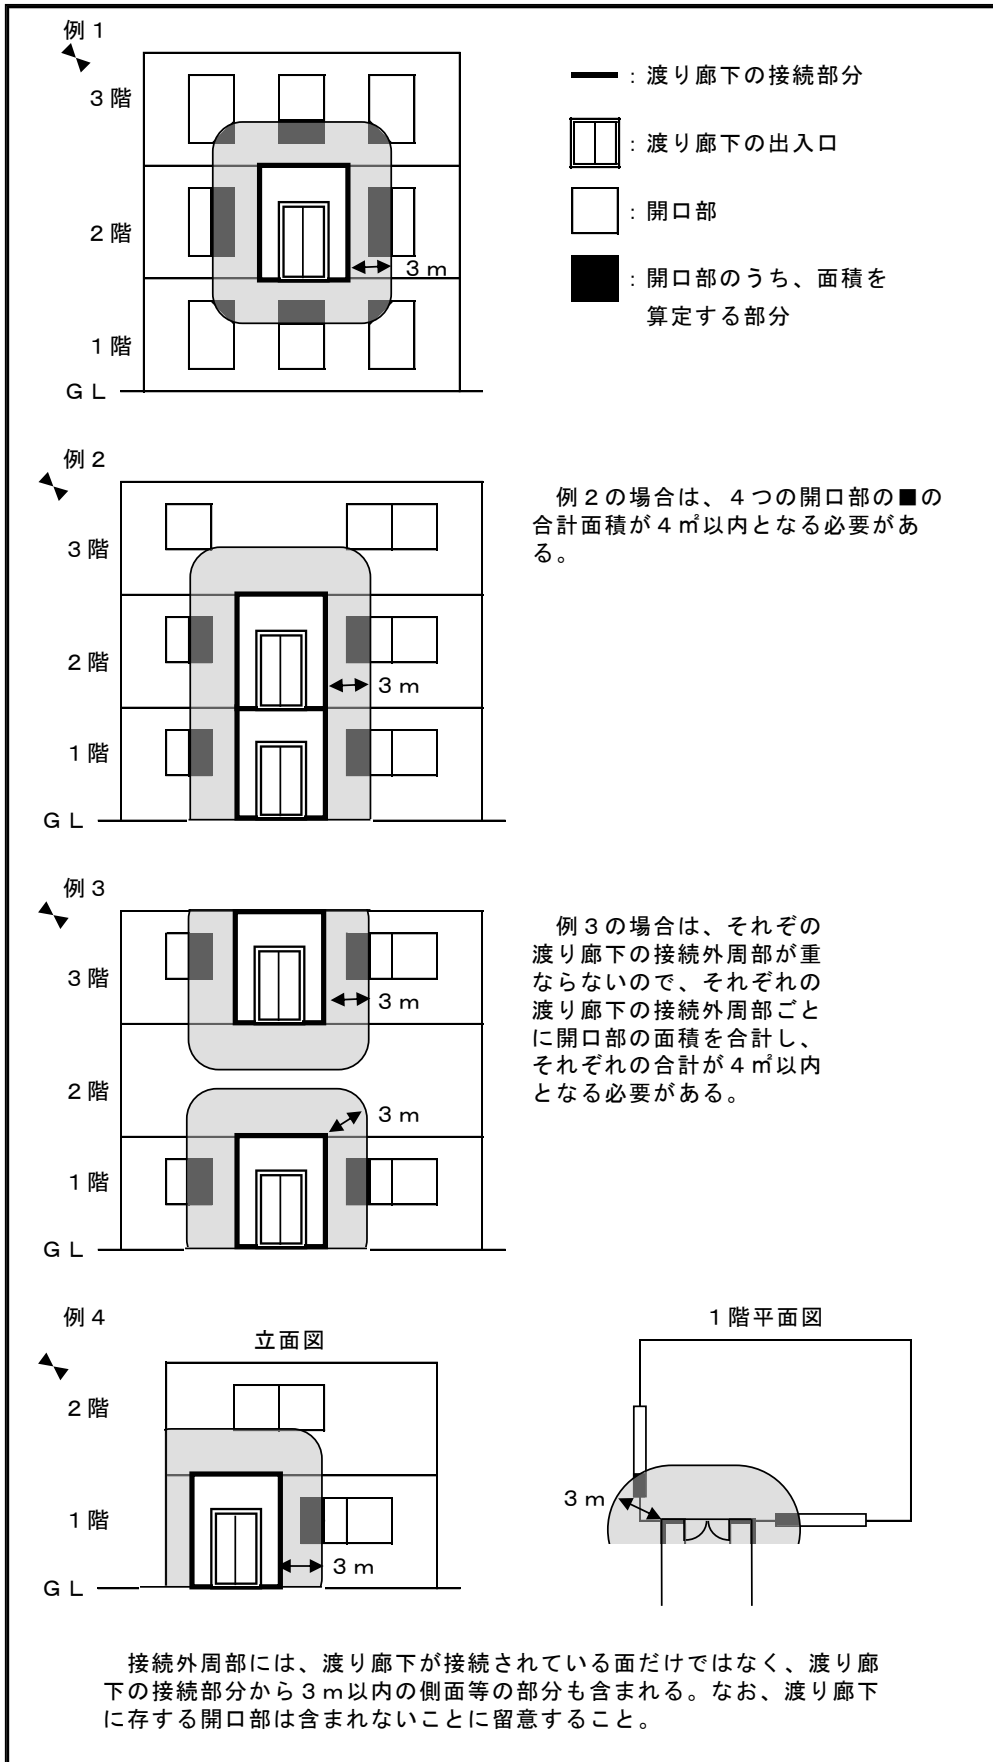 例１
３階
２階
３ｍ
１階
ＧＬ
：渡り廊下の接続部分
：渡り廊下の出入口
：開口部
：開口部のうち、面積を
算定する部分
例２
３階
２階
３ｍ
１階
ＧＬ
例２の場合は、４つの開口部の■の
合計面積が４㎡以内となる必要があ
る。
例３
３階
３ｍ
２階
３ｍ
１階
ＧＬ
例３の場合は、それぞの
渡り廊下の接続外周部が重
ならないので、それぞれの
渡り廊下の接続外周部ごと
に開口部の面積を合計し、
それぞれの合計が４㎡以内
となる必要がある。
例４
立面図
２階
１階
３ｍ
ＧＬ
１階平面図
３ｍ
接続外周部には、渡り廊下が接続されている面だけではなく、渡り廊
下の接続部分から３ｍ以内の側面等の部分も含まれる。なお、渡り廊下
に存する開口部は含まれないことに留意すること。